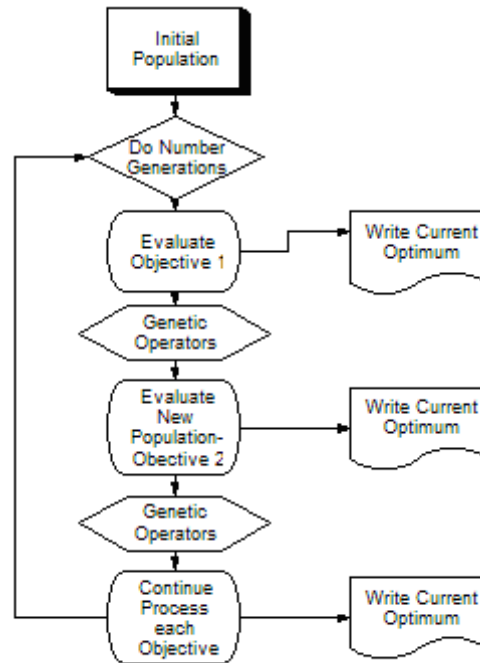 Initial
Population
Do Number
Generations
Evaluate
Objective 1
Write Current
Optimum
Genetic
Operators
Evaluate
New
Population-
Obective 2
Write Current
Optimum
Genetic
Operators
Continue
Process
each
Objective
Write Current
Optimum